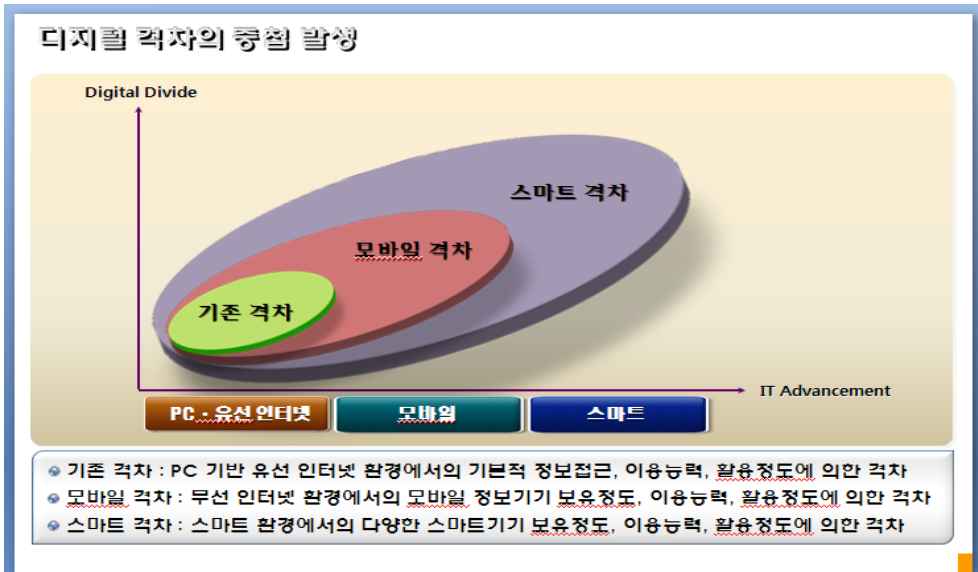 디지털 격차의 중첩 발생
Digital Divide
스마트 격차
모바일 격차
기존 격차
IT Advancement
PC · 유선 인터넷
모바일
스마트
기존 격차 : PC 기반 유선 인터넷 환경에서의 기본적 정보접근, 이용능력, 활용정도에 의한 격차
모바일 격차 : 무선 인터넷 환경에서의 모바일 정보기기 보유정도, 이용능력, 활용정도에 의한 격차
스마트 격차 : 스마트 환경에서의 다양한 스마트기기 보유정도, 이용능력, 활용정도에 의한 격차